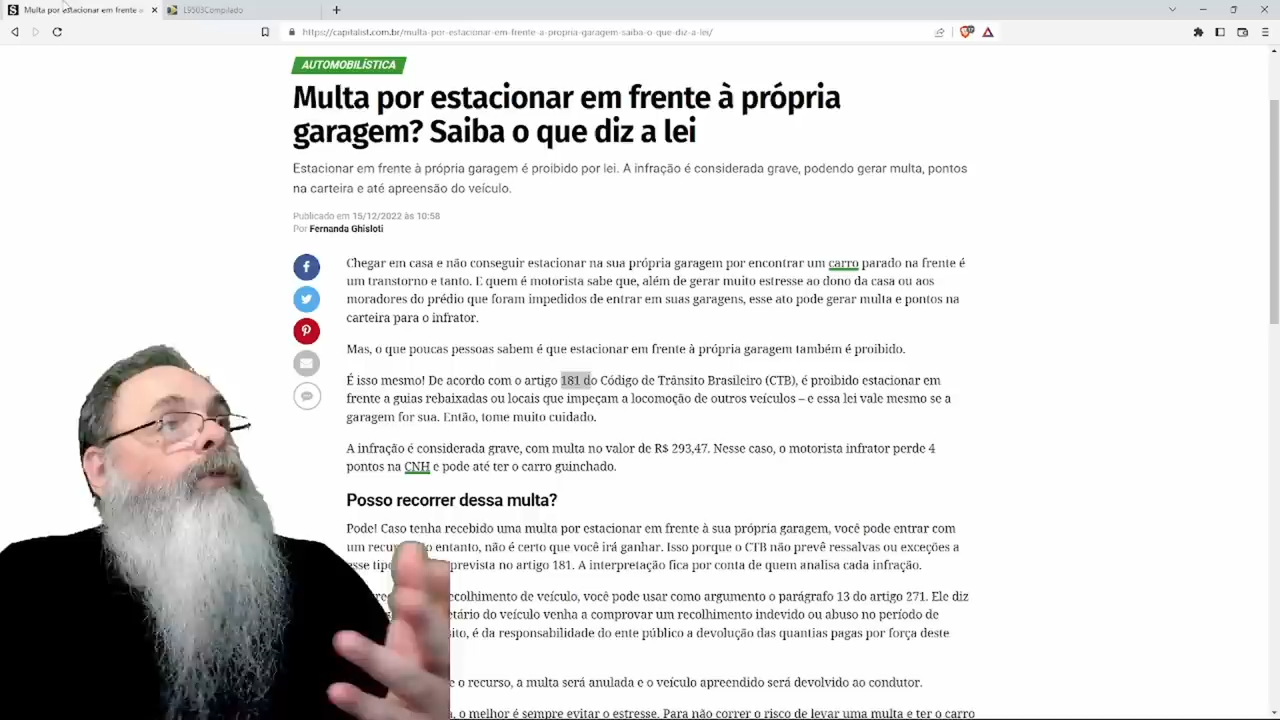 Multa por estacionar em frente a
L9503Compilado
https://capitalist.com.br/multa-por-estacionar-em-frente-a-propria-garagem-saiba-o-que-diz-a-lei/
AUTOMOBILÍSTICA
Multa por estacionar em frente à própria
garagem? Saiba o que diz a lei
Estacionar em frente à própria garagem é proibido por lei. A infração é considerada grave, podendo gerar multa, pontos
na carteira e até apreensão do veículo.
Publicado em 15/12/2022 às 10:58
Por Fernanda Ghisloti
Chegar em casa e não conseguir estacionar na sua própria garagem por encontrar um carro parado na frente é
um transtorno e tanto. E quem é motorista sabe que, além de gerar muito estresse ao dono da casa ou aos
moradores do prédio que foram impedidos de entrar em suas garagens, esse ato pode gerar multa e pontos na
carteira para o infrator.
Mas, o que poucas pessoas sabem é que estacionar em frente à própria garagem também é proibido.
É isso mesmo! De acordo com o artigo 181 do Código de Trânsito Brasileiro (CTB), é proibido estacionar em
frente a guias rebaixadas ou locais que impeçam a locomoção de outros veículos – e essa lei vale mesmo se a
garagem for sua. Então, tome muito cuidado.
A infração é considerada grave, com multa no valor de R$ 293,47. Nesse caso, o motorista infrator perde 4
pontos na CNH e pode até ter o carro guinchado.
Posso recorrer dessa multa?
Pode! Caso tenha recebido uma multa por estacionar em frente à sua própria garagem, você pode entrar com
um entanto, não é certo que você irá ganhar. Isso porque o CTB não prevê ressalvas ou exceções a
esse prevista no artigo 181. A interpretação fica por conta de quem analisa cada infração.
recolhimento de veículo, você pode usar como argumento o parágrafo 13 do artigo 271. Ele diz
do veículo venha a comprovar um recolhimento indevido ou abuso no período de
é da responsabilidade do ente público a devolução das quantias pagas por força deste
e o recurso, a multa será anulada e o veículo apreendido será devolvido ao condutor.
o melhor é sempre evitar o estresse. Para não correr o risco de levar uma multa e ter o carro